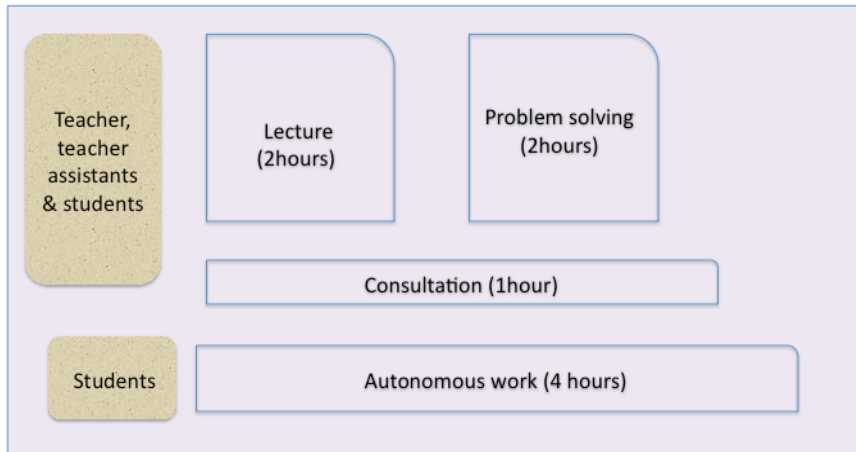 Teacher,
teacher
assistants
& students
Lecture
(2hours)
Problem solving
(2hours)
Consultation (1hour)
Students
Autonomous work (4 hours)